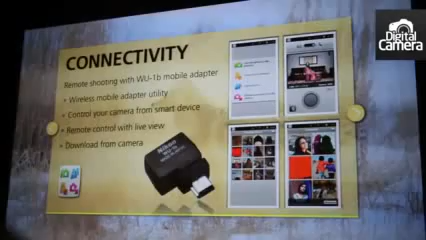 Digital
Camera
CONNECTIVITY
Remote shooting with WU-1b mobile adapter
• Wireless mobile adapter utility
• Control your camera from smart device
• Remote control with live view
• Download from camera
Nikon